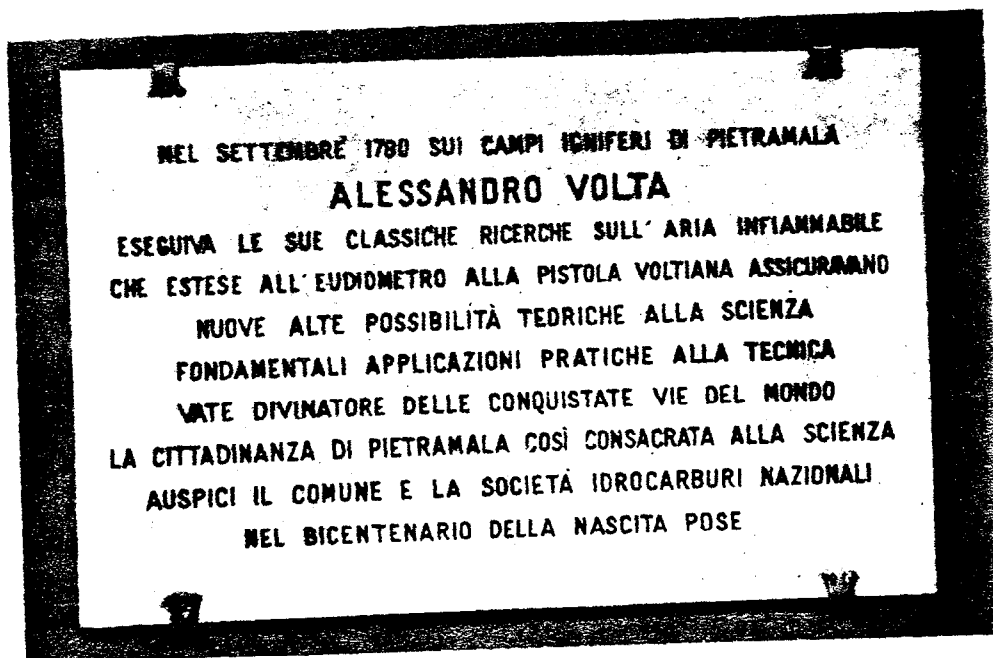 NEL SETTEMBRE 1780 SUI CAMPI IGNIFERI DI PIETRAMALA
ALESSANDRO VOLTA
ESEGUIVA LE SUE CLASSICHE RICERCHE SULL'ARIA INFIAMMABILE
CHE ESTESE ALL'EUDIOMETRO ALLA PISTOLA VOLTIANA ASSICURAVANO
NUOVE ALTE POSSIBILITÀ TEORICHE ALLA SCIENZA
FONDAMENTALI APPLICAZIONI PRATICHE ALLA TECNICA
VATE DIVINATORE DELLE CONQUISTATE VIE DEL MONDO
LA CITTADINANZA DI PIETRAMALA COSÌ CONSACRATA ALLA SCIENZA
AUSPICI IL COMUNE E LA SOCIETÀ IDROCARBURI NAZIONALI
NEL BICENTENARIO DELLA NASCITA POSE